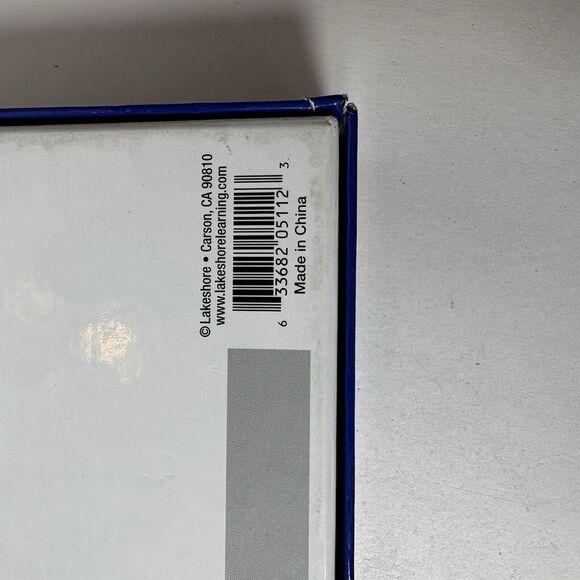 © Lakeshore • Carson, CA 90810
www.lakeshorelearning.com
6 33682 05112 3
Made in China